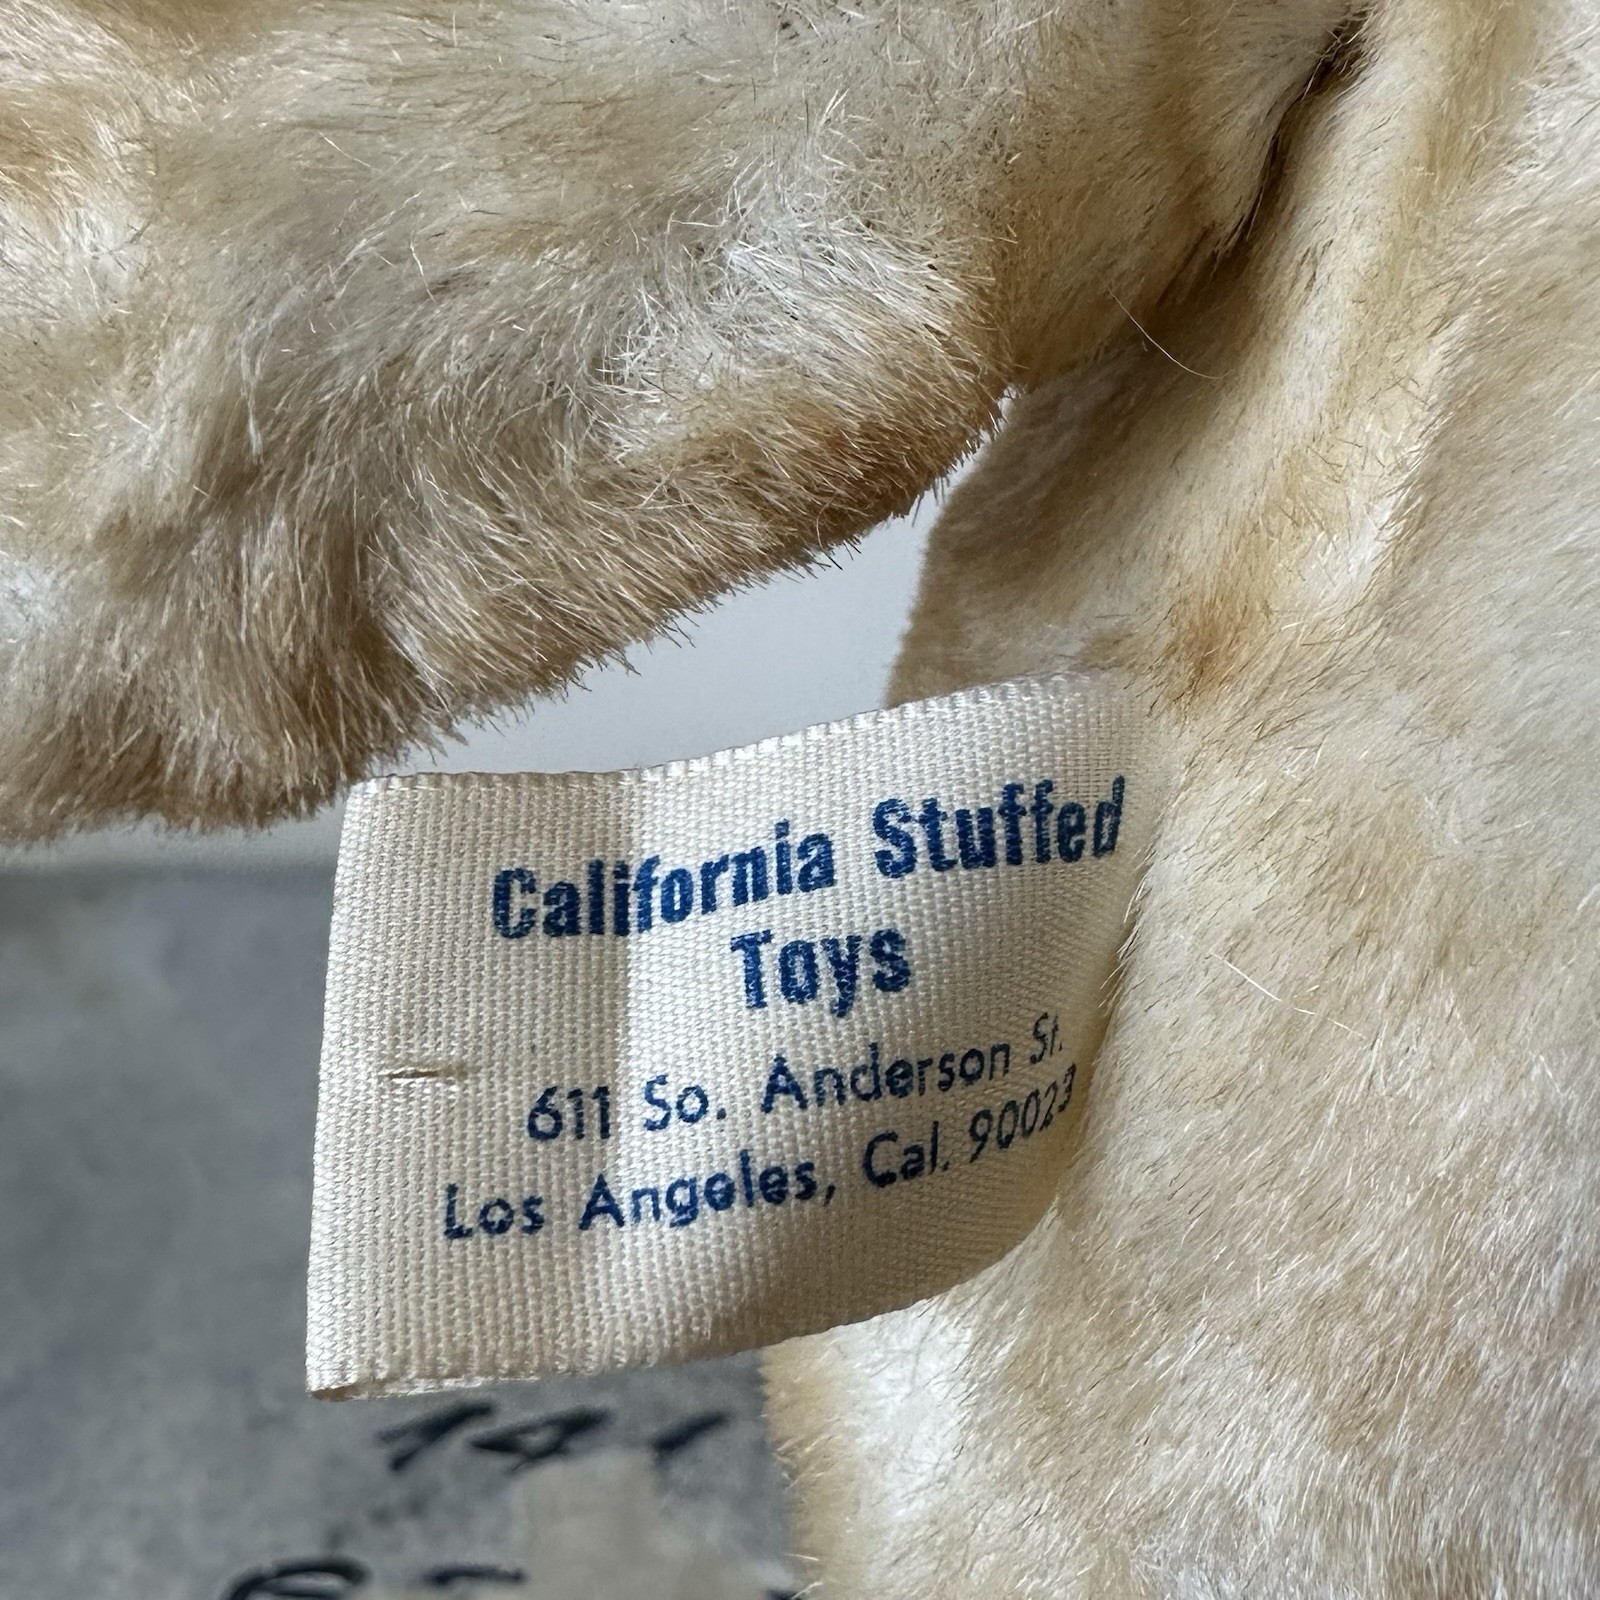 California Stuffed
Toys
611 So. Anderson St.
Los Angeles, Cal. 90023